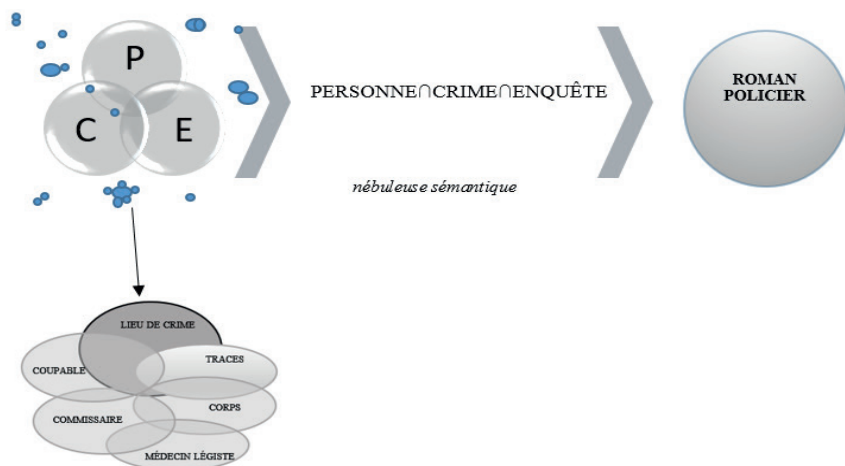 P
C
E
PERSONNE∩CRIME∩ENQUÊTE
nébuleuse sémantique
ROMAN
POLICIER
LIEU DE CRIME
COUPABLE
TRACES
COMMISSAIRE
CORPS
MÉDECIN LÉGISTE